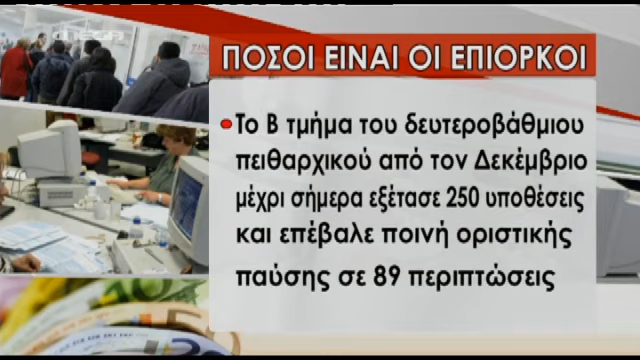 MEGA
ΠΟΣΟΙ ΕΙΝΑΙ ΟΙ ΕΠΙΟΡΚΟΙ
Το Β τμήμα του δευτεροβάθμιου
πειθαρχικού από τον Δεκέμβριο
μέχρι σήμερα εξέτασε 250 υποθέσεις
και επέβαλε ποινή οριστικής
παύσης σε 89 περιπτώσεις